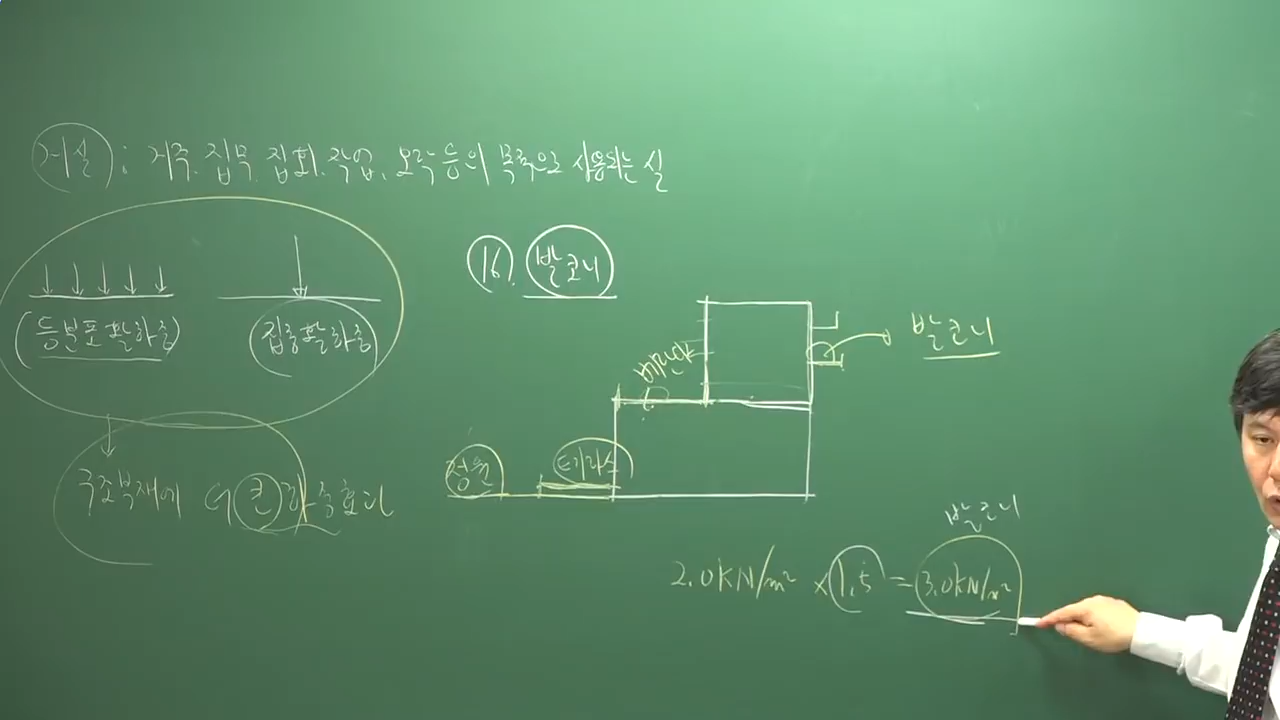 거실 : 거주, 집무, 집회, 작업, 오락 등의 목적으로 사용되는 실
16. 발코니
(등분포활하중)
(집중활하중)
구조부재에 더 큰 하중효과
베란다
발코니
정원
테라스
발코니
2.0kN/m² × 1.5 = 3.0kN/m²